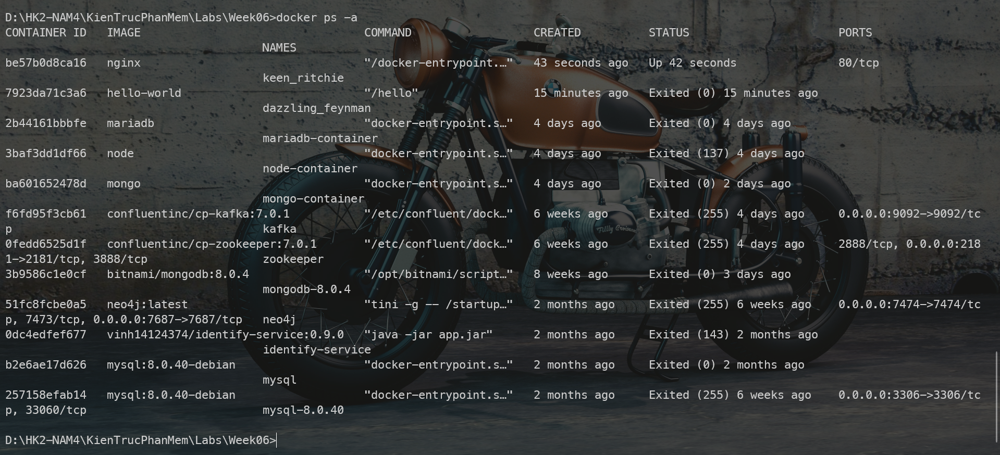 D:\HK2-NAM4\KienTrucPhanMem\Labs\Week06>docker ps -a
CONTAINER ID   IMAGE                                 COMMAND                  CREATED          STATUS                      PORTS
                                      NAMES
be57b0d8ca16   nginx                                 "/docker-entrypoint.…"   43 seconds ago   Up 42 seconds               80/tcp
                                      keen_ritchie
7923da71c3a6   hello-world                           "/hello"                 15 minutes ago   Exited (0) 15 minutes ago
                                      dazzling_feynman
2b44161bbbfe   mariadb                               "docker-entrypoint.s…"   4 days ago       Exited (0) 4 days ago
                                      mariadb-container
3baf3dd1df66   node                                  "docker-entrypoint.s…"   4 days ago       Exited (137) 4 days ago
                                      node-container
ba601652478d   mongo                                 "docker-entrypoint.s…"   4 days ago       Exited (0) 2 days ago
                                      mongo-container
f6fd95f3cb61   confluentinc/cp-kafka:7.0.1           "/etc/confluent/dock…"   6 weeks ago      Exited (255) 4 days ago     0.0.0.0:9092->9092/tc
p                                     kafka
0fedd6525d1f   confluentinc/cp-zookeeper:7.0.1       "/etc/confluent/dock…"   6 weeks ago      Exited (255) 4 days ago     2888/tcp, 0.0.0.0:218
1->2181/tcp, 3888/tcp                 zookeeper
3b9586c1e0cf   bitnami/mongodb:8.0.4                 "/opt/bitnami/script…"   8 weeks ago      Exited (0) 3 days ago
                                      mongodb-8.0.4
51fc8fcbe0a5   neo4j:latest                          "tini -g -- /startup…"   2 months ago     Exited (255) 6 weeks ago    0.0.0.0:7474->7474/tc
p, 7473/tcp, 0.0.0.0:7687->7687/tcp   neo4j
0dc4edfef677   vinh14124374/identify-service:0.9.0   "java -jar app.jar"      2 months ago     Exited (143) 2 months ago
                                      identify-service
b2e6ae17d626   mysql:8.0.40-debian                   "docker-entrypoint.s…"   2 months ago     Exited (0) 2 months ago
                                      mysql
257158efab14   mysql:8.0.40-debian                   "docker-entrypoint.s…"   2 months ago     Exited (255) 6 weeks ago    0.0.0.0:3306->3306/tc
p, 33060/tcp                          mysql-8.0.40
D:\HK2-NAM4\KienTrucPhanMem\Labs\Week06>